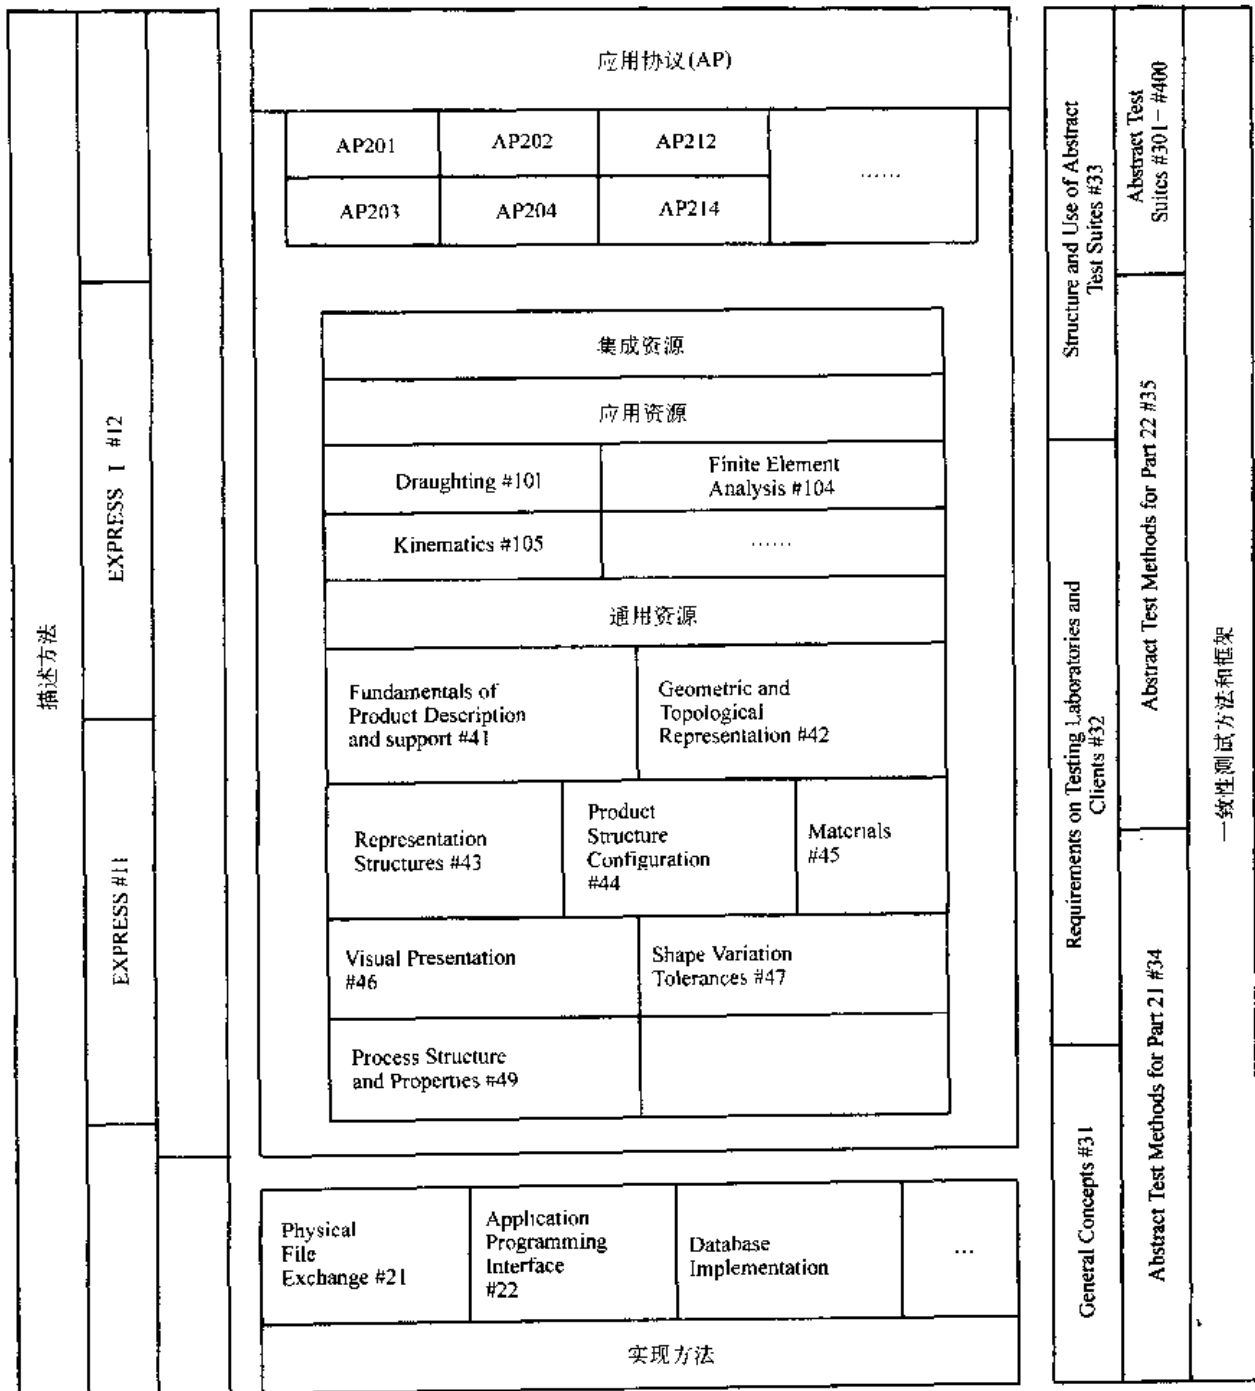 描述方法
EXPRESS I #12
EXPRESS #11
应用协议(AP)
AP201
AP202
AP212
......
AP203
AP204
AP214
集成资源
应用资源
Draughting #101
Finite Element
Analysis #104
Kinematics #105
......
通用资源
Fundamentals of
Product Description
and support #41
Geometric and
Topological
Representation #42
Representation
Structures #43
Product
Structure
Configuration
#44
Materials
#45
Visual Presentation
#46
Shape Variation
Tolerances #47
Process Structure
and Properties #49
Physical
File
Exchange #21
Application
Programming
Interface
#22
Database
Implementation
...
实现方法
Structure and Use of Abstract
Test Suites #33
Requirements on Testing Laboratories and
Clients #32
General Concepts #31
Abstract Test
Suites #301－#400
Abstract Test Methods for Part 22 #35
Abstract Test Methods for Part 21 #34
一致性测试方法和框架